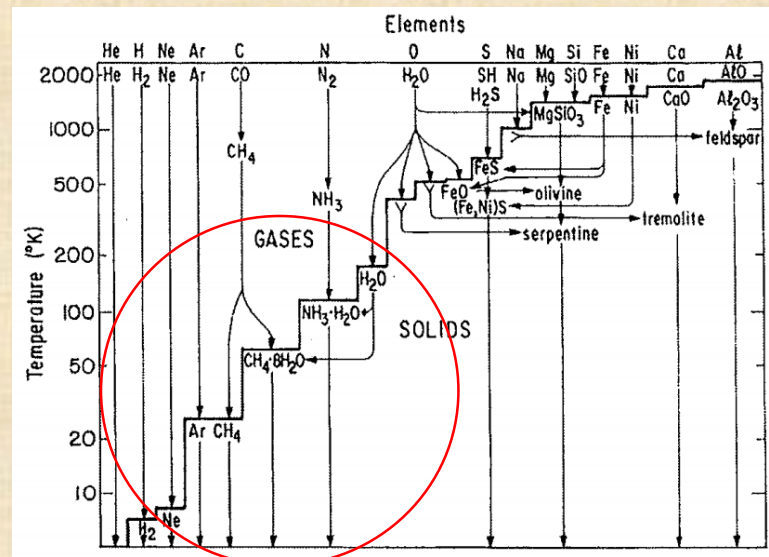 Elements
He H Ne Ar C N O S Na Mg Si Fe Ni Ca Aℓ
He H₂ Ne Ar CO N₂ H₂O SH Na Mg SiO Fe Ni Ca AℓO
2000
H₂S
MgSiO₃ Fe Ni CaO Aℓ₂O₃
1000
feldspar
CH₄
FeS
500
NH₃
FeO olivine
(Fe,Ni)S
tremolite
GASES
serpentine
200
H₂O
100
NH₃·H₂O
SOLIDS
50
CH₄·8H₂O
Ar CH₄
20
10
Ne
H₂
Temperature (°K)